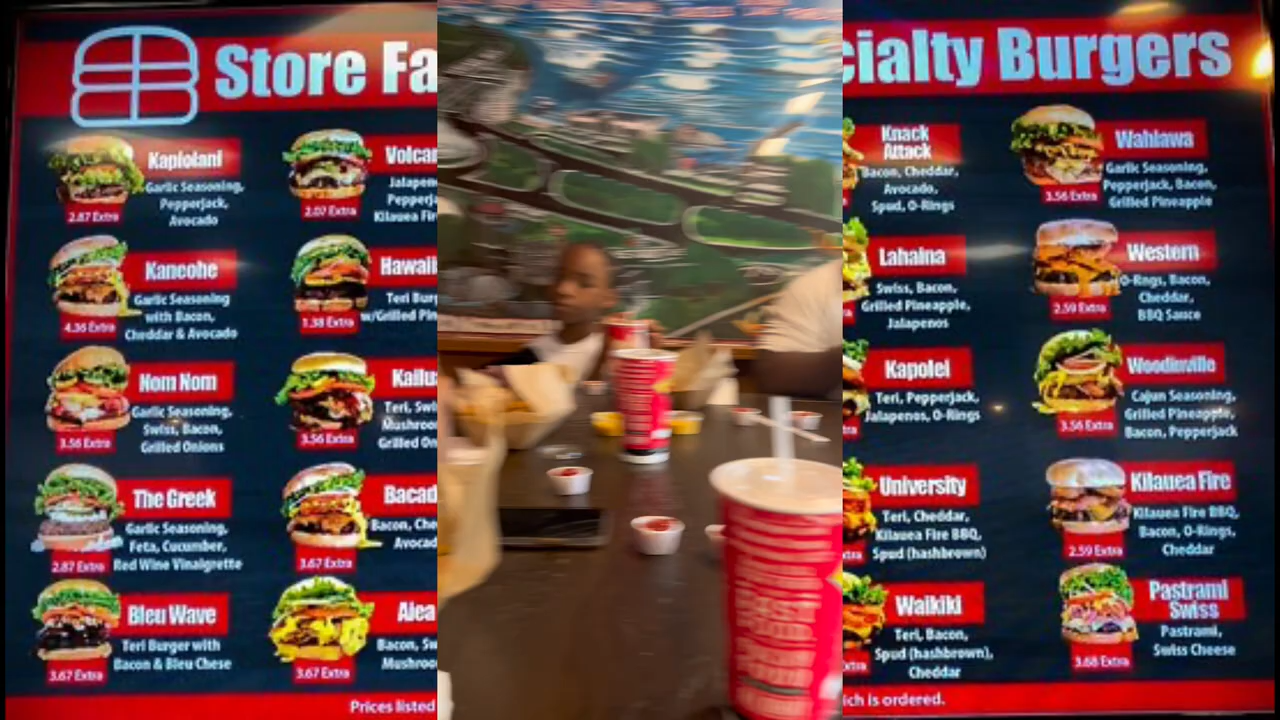 Store Fa
Kapiolani
Garlic Seasoning,
Pepperjack,
Avocado
2.87 Extra
Kaneohe
Garlic Seasoning
with Bacon,
Cheddar & Avocado
4.36 Extra
Nom Nom
Garlic Seasoning,
Swiss, Bacon,
Grilled Onions
3.56 Extra
The Greek
Garlic Seasoning,
Feta, Cucumber,
Red Wine Vinaigrette
2.87 Extra
Bleu Wave
Teri Burger with
Bacon & Bleu Chese
3.67 Extra
Volcan
Jalapen
Pepperja
Kilauea Fir
2.07 Extra
Hawaii
Teri Burg
w/Grilled Pin
1.38 Extra
Kailu
Teri, Swi
Mushroo
Grilled On
3.56 Extra
Bacad
Bacon, Che
Avocad
3.67 Extra
Aiea
Bacon, Sw
Mushroo
3.67 Extra
Prices listed
cialty Burgers
Knack
Attack
Bacon, Cheddar,
Avocado,
Spud, O-Rings
Lahaina
Swiss, Bacon,
Grilled Pineapple,
Jalapenos
Kapolei
Teri, Pepperjack,
Jalapenos, O-Rings
University
Teri, Cheddar,
Kilauea Fire BBQ,
Spud (hashbrown)
Waikiki
Teri, Bacon,
Spud (hashbrown),
Cheddar
Wahiawa
Garlic Seasoning,
Pepperjack, Bacon,
Grilled Pineapple
3.56 Extra
Western
O-Rings, Bacon,
Cheddar,
BBQ Sauce
2.59 Extra
Woodinville
Cajun Seasoning,
Grilled Pineapple,
Bacon, Pepperjack
3.56 Extra
Kilauea Fire
Kilauea Fire BBQ,
Bacon, O-Rings,
Cheddar
2.59 Extra
Pastrami
Swiss
Pastrami,
Swiss Cheese
3.68 Extra
ich is ordered.